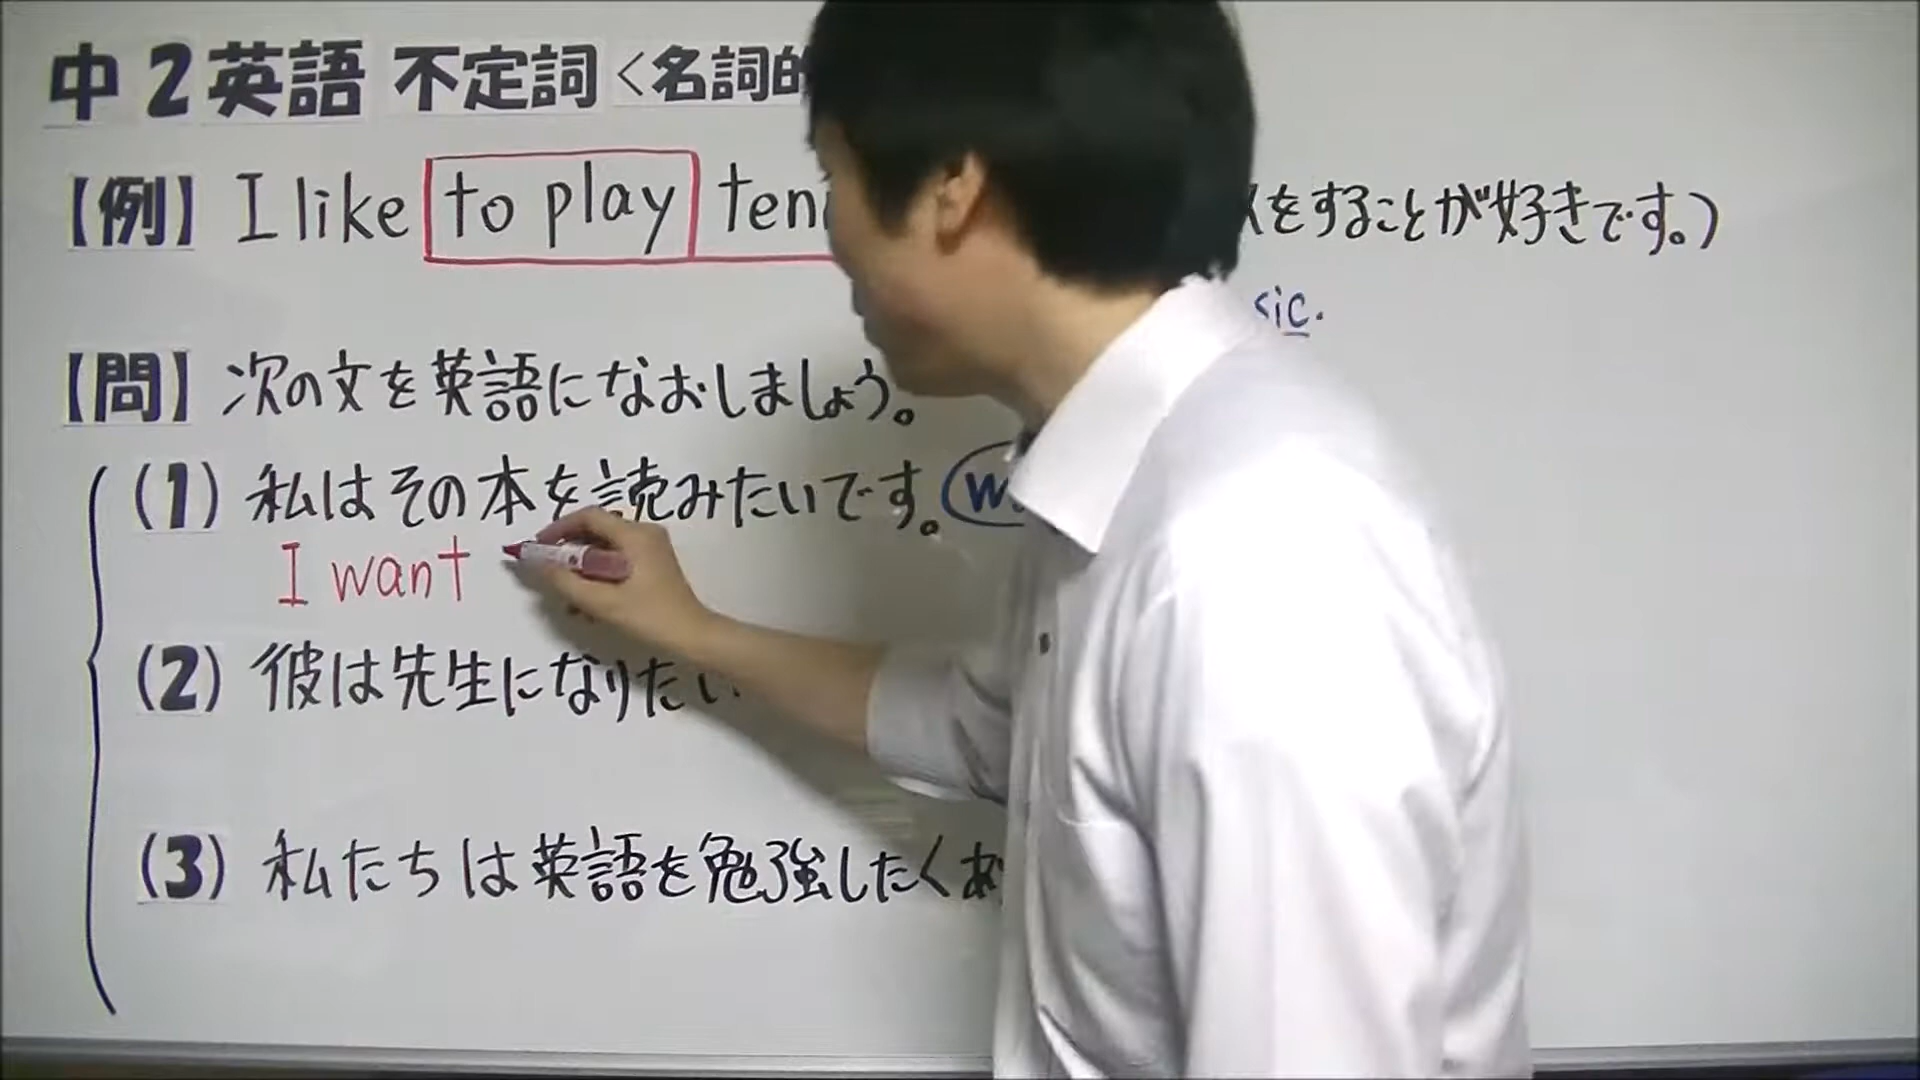 中2英語 不定詞<名詞的
【例】I like to play ten スをすることが好きです。)
sic.
【問】次の文を英語になおしましょう。
(1) 私はその本を読みたいです。
I want
(2) 彼は先生になりたい
(3) 私たちは英語を勉強したくあ